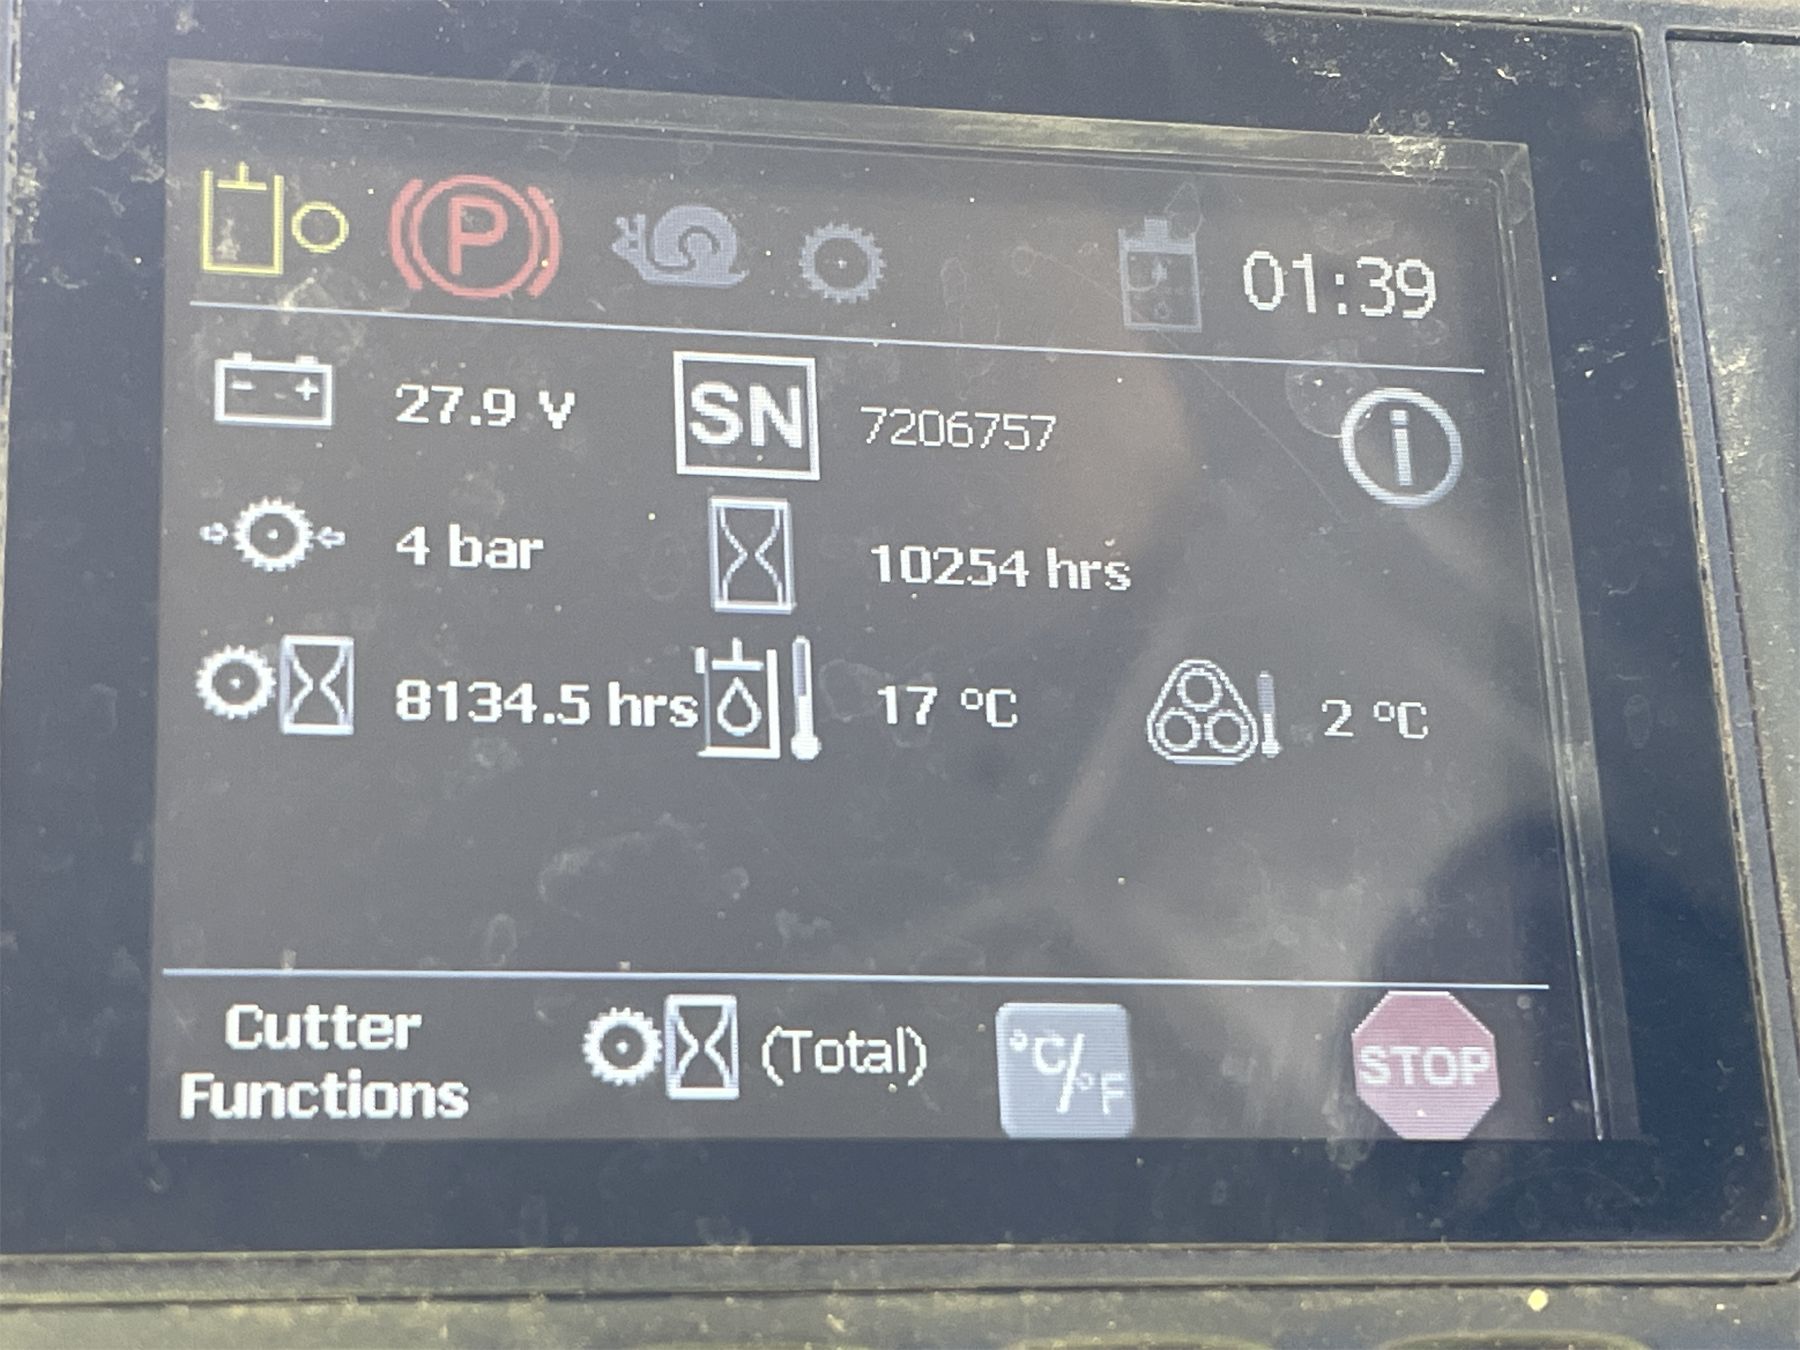 P 01:39
27.9 V SN 7206757 i
4 bar 10254 hrs
8134.5 hrs 17 °C 2 °C
Cutter
Functions
(Total)
°C/°F
STOP